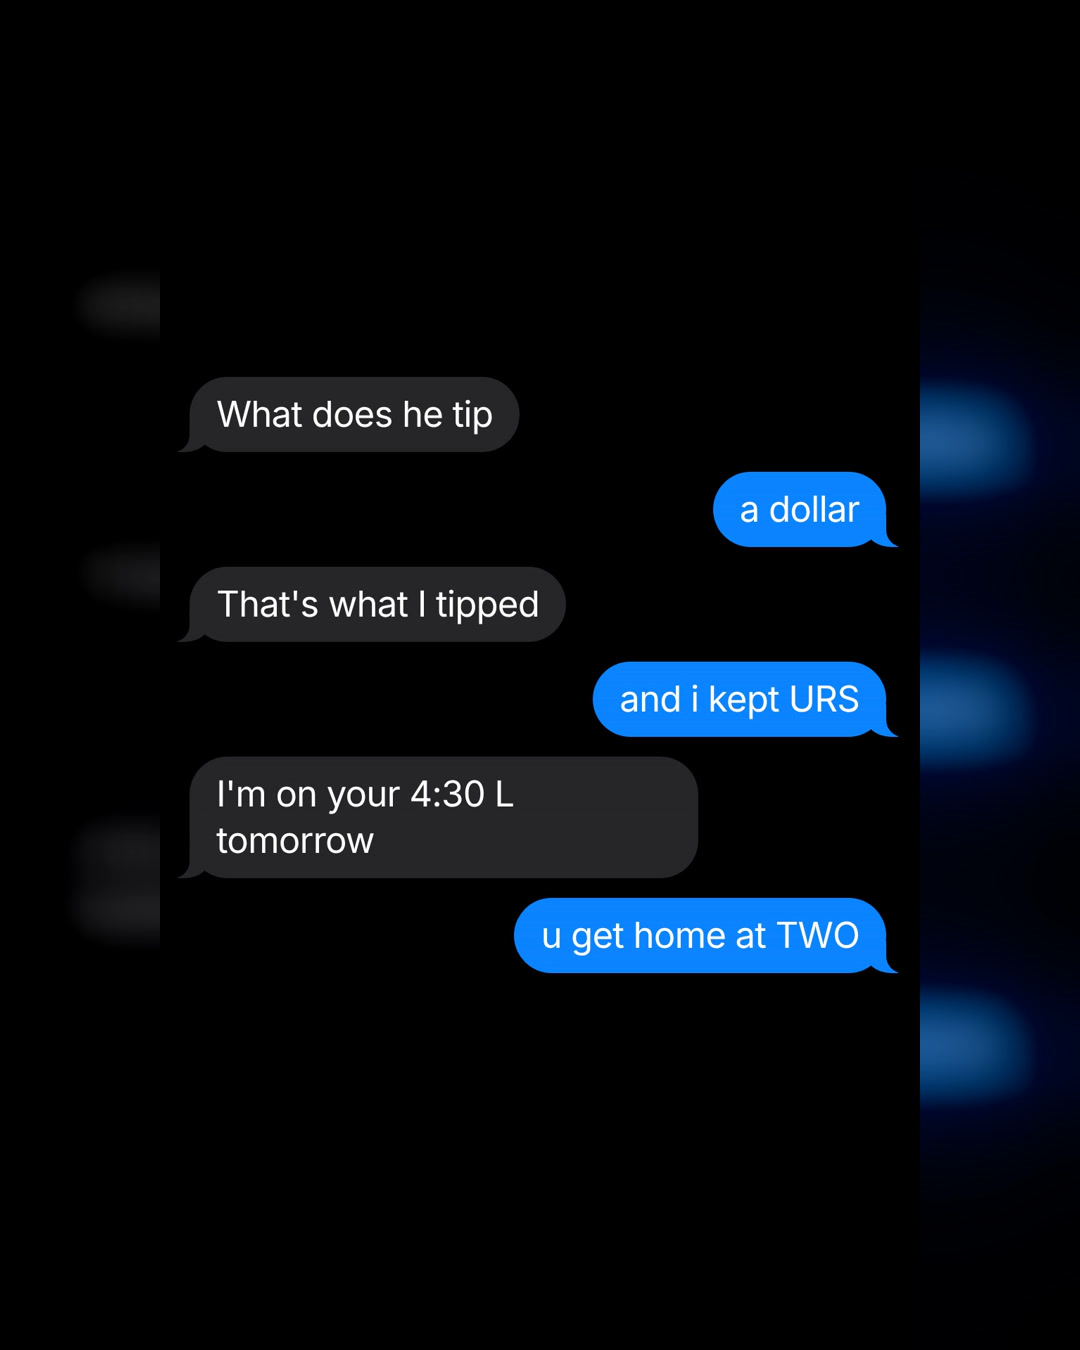 What does he tip
a dollar
That's what I tipped
and i kept URS
I'm on your 4:30 L
tomorrow
u get home at TWO